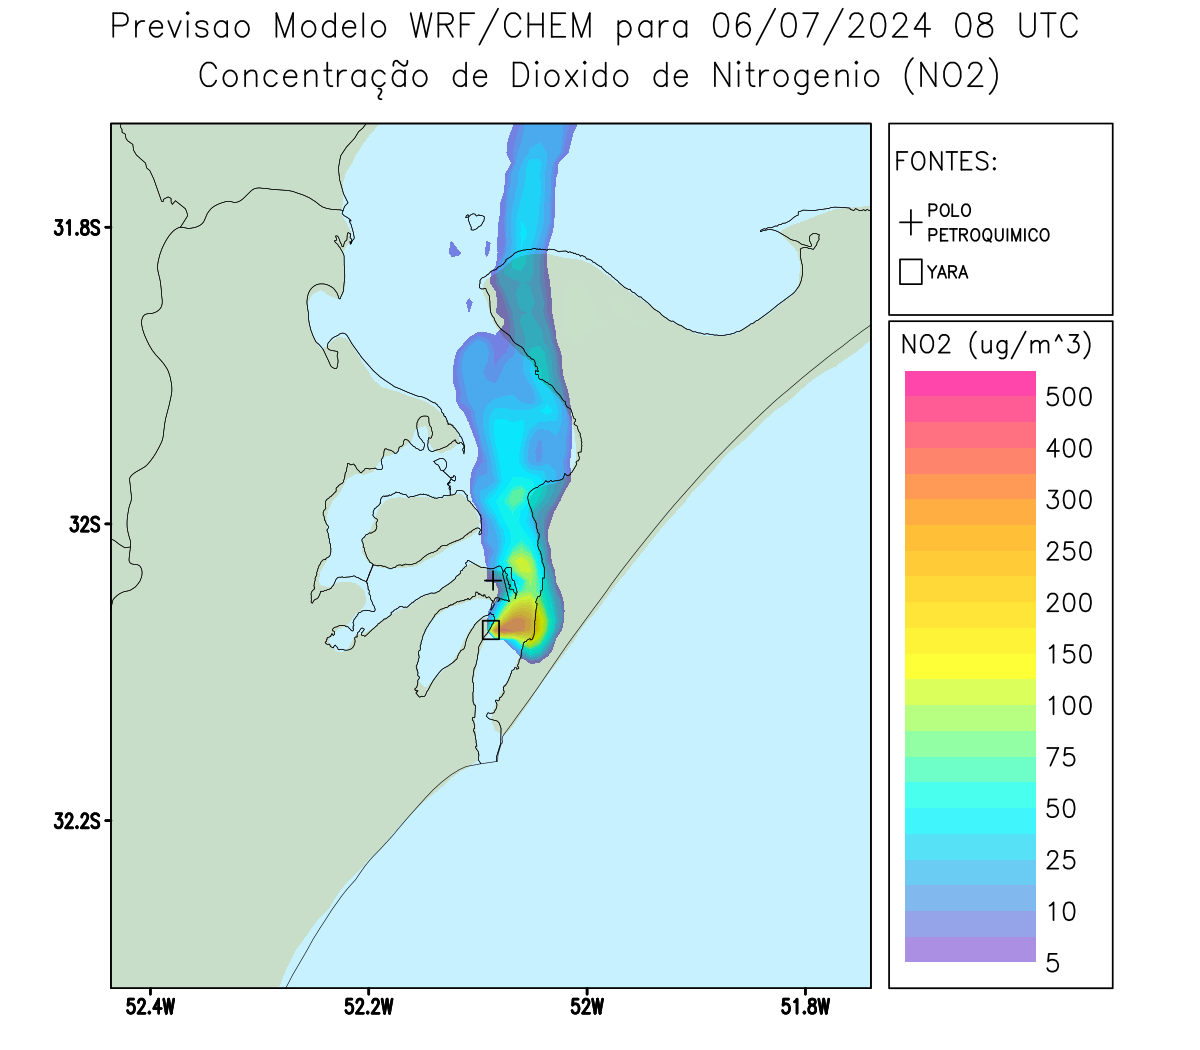 Previsao Modelo WRF/CHEM para 06/07/2024 08 UTC
Concentração de Dioxido de Nitrogenio (NO2)
FONTES:
POLO
PETROQUIMICO
YARA
NO2 (ug/m^3)
500
400
300
250
200
150
100
75
50
25
10
5
31.8S
32S
32.2S
52.4W
52.2W
52W
51.8W